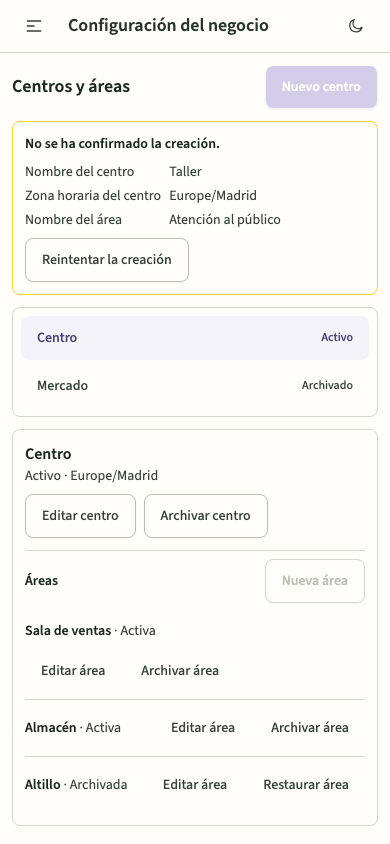 Configuración del negocio
Centros y áreas
Nuevo centro
No se ha confirmado la creación.
Nombre del centro Taller
Zona horaria del centro Europe/Madrid
Nombre del área Atención al público
Reintentar la creación
Centro Activo
Mercado Archivado
Centro
Activo · Europe/Madrid
Editar centro Archivar centro
Áreas Nueva área
Sala de ventas · Activa
Editar área Archivar área
Almacén · Activa Editar área Archivar área
Altillo · Archivada Editar área Restaurar área